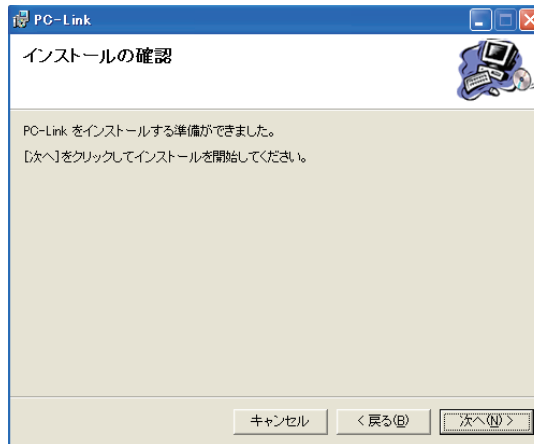 PC-Link
インストールの確認
PC-Link をインストールする準備ができました。
[次へ]をクリックしてインストールを開始してください。
キャンセル
< 戻る(B)
次へ(N) >